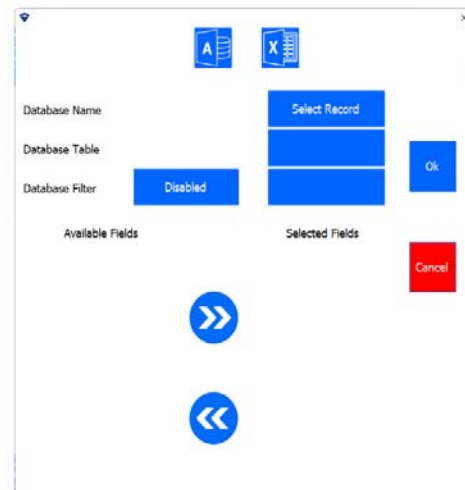 A
X
Database Name
Select Record
Database Table
Database Filter
Disabled
Ok
Available Fields
Selected Fields
Cancel